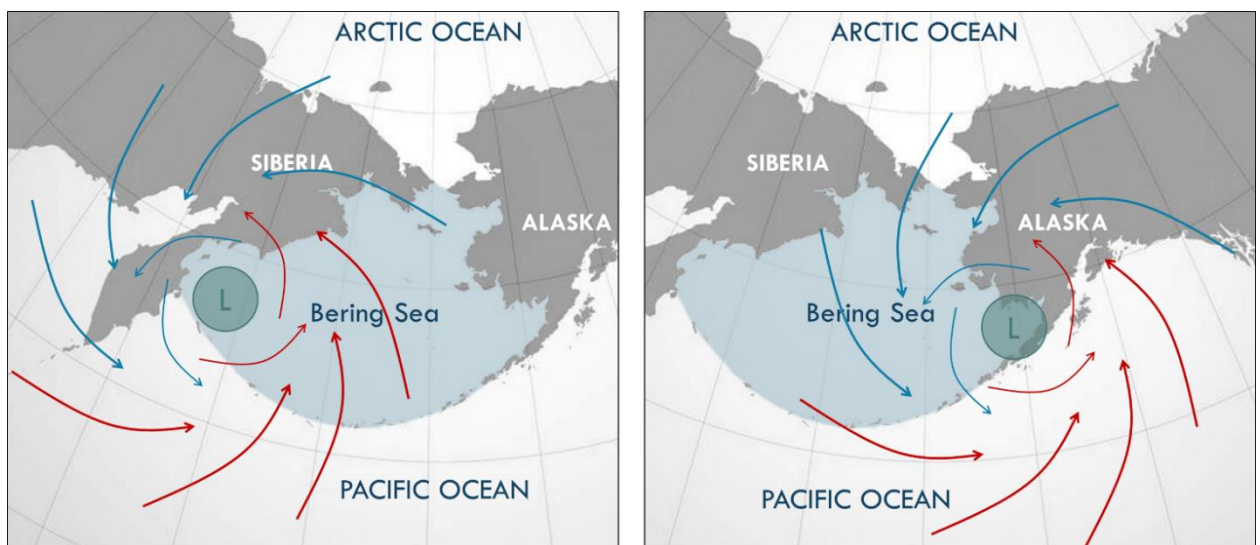 ARCTIC OCEAN
SIBERIA
ALASKA
L
Bering Sea
PACIFIC OCEAN
ARCTIC OCEAN
SIBERIA
ALASKA
Bering Sea
L
PACIFIC OCEAN